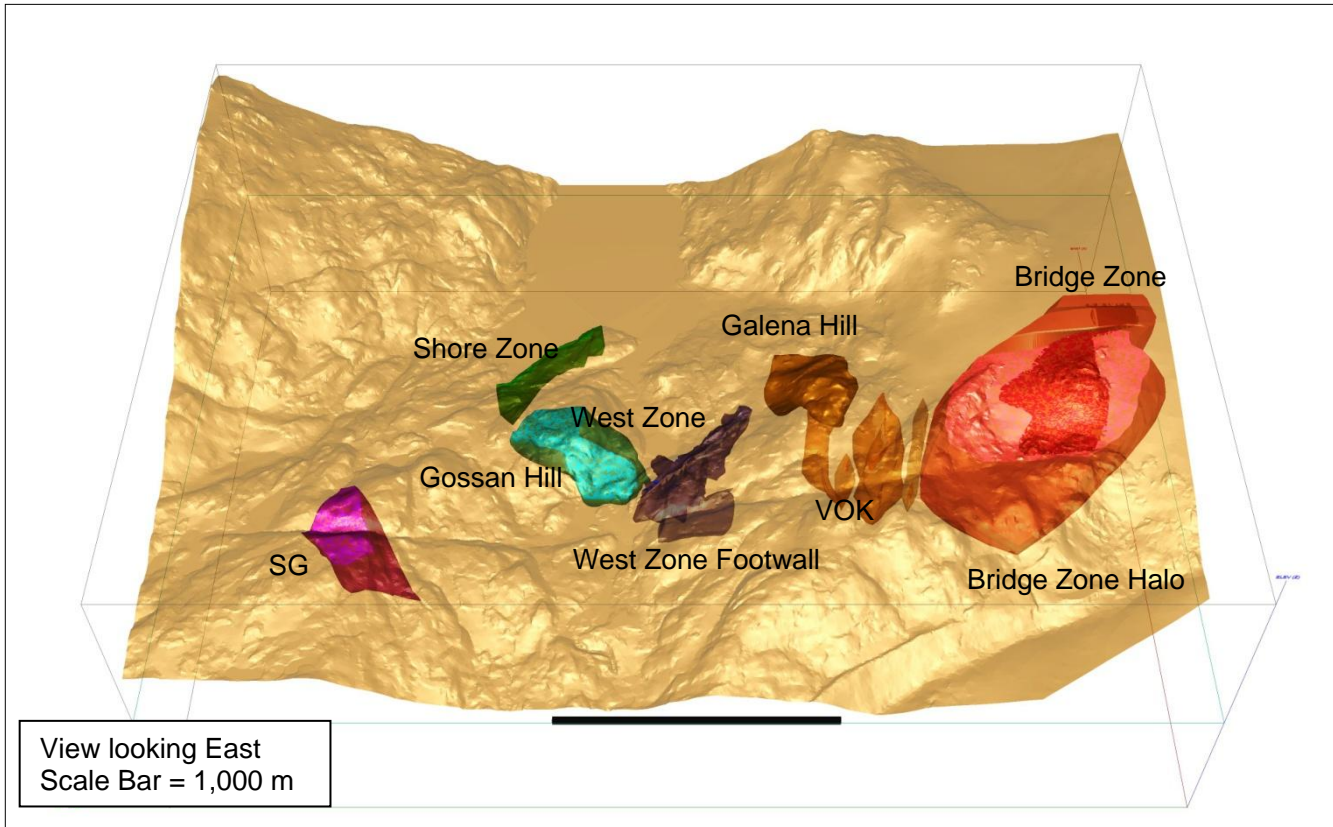 Bridge Zone
Galena Hill
Shore Zone
West Zone
Gossan Hill
VOK
West Zone Footwall
SG
Bridge Zone Halo
ELEV (Z)
View looking East
Scale Bar = 1,000 m